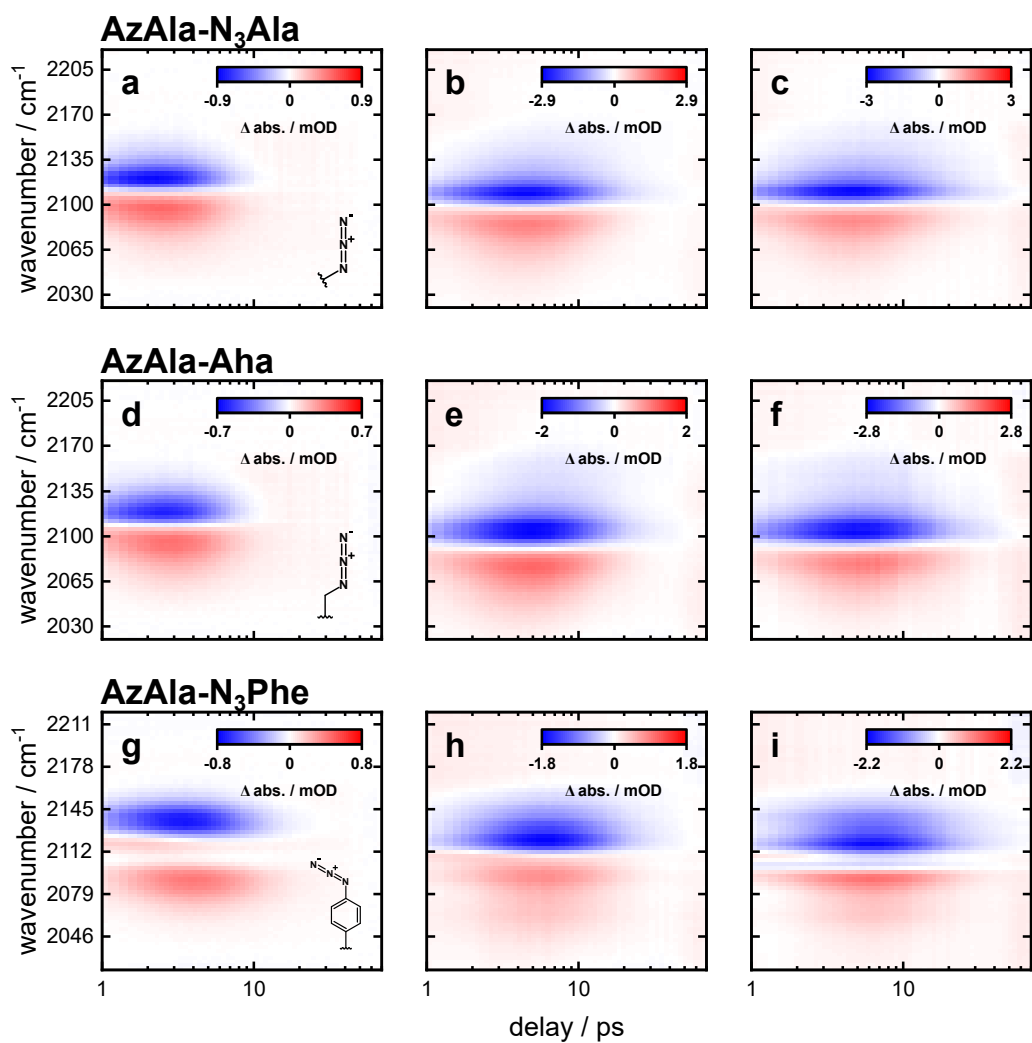 AzAla-N₃Ala
wavenumber / cm⁻¹
2205
2170
2135
2100
2065
2030
a
-0.9 0 0.9
Δ abs. / mOD
N⁻
N⁺
N
b
-2.9 0 2.9
Δ abs. / mOD
c
-3 0 3
Δ abs. / mOD
AzAla-Aha
wavenumber / cm⁻¹
2205
2170
2135
2100
2065
2030
d
-0.7 0 0.7
Δ abs. / mOD
N⁻
N⁺
N
e
-2 0 2
Δ abs. / mOD
f
-2.8 0 2.8
Δ abs. / mOD
AzAla-N₃Phe
wavenumber / cm⁻¹
2211
2178
2145
2112
2079
2046
g
-0.8 0 0.8
Δ abs. / mOD
N⁻ N⁺ N
h
-1.8 0 1.8
Δ abs. / mOD
i
-2.2 0 2.2
Δ abs. / mOD
1 10 1 10 1 10
delay / ps